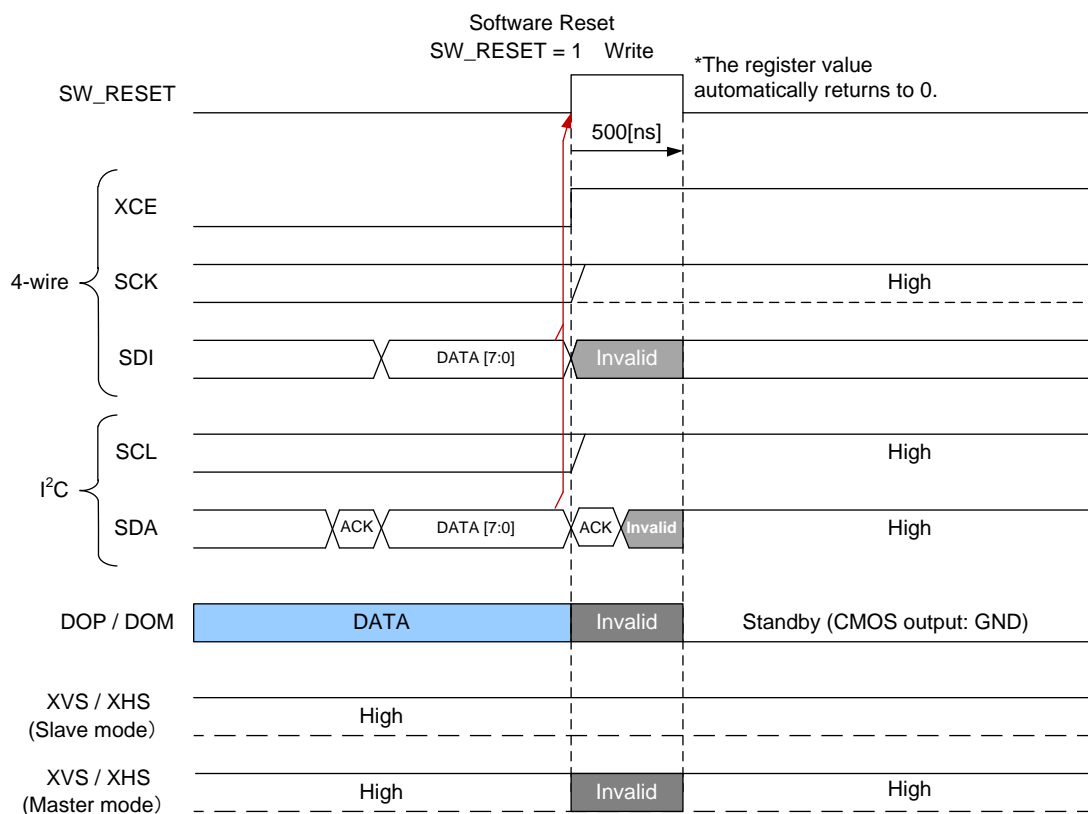 Software Reset
SW_RESET = 1 Write
*The register value
automatically returns to 0.
SW_RESET
500[ns]
4-wire
XCE
SCK
High
SDI
DATA [7:0]
Invalid
I²C
SCL
High
SDA
ACK
DATA [7:0]
ACK
Invalid
High
DOP / DOM
DATA
Invalid
Standby (CMOS output: GND)
XVS / XHS
(Slave mode）
High
XVS / XHS
(Master mode）
High
Invalid
High